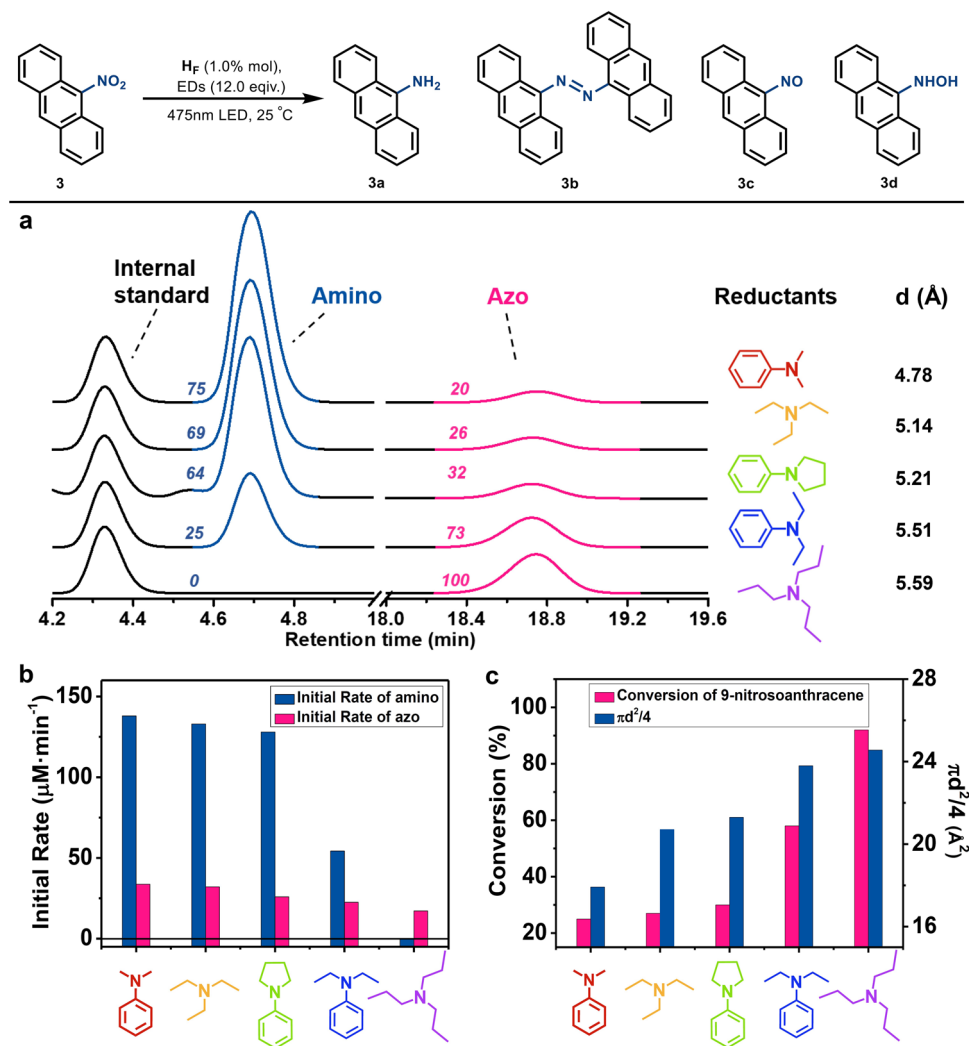 NO₂
H_F (1.0% mol),
EDs (12.0 equiv.)
475nm LED, 25 °C
NH₂
N
N
NO
NHOH
3
3a
3b
3c
3d
a
Internal
standard
Amino
Azo
Reductants
d (Å)
75
20
N
4.78
69
26
N
5.14
64
32
N
5.21
25
73
N
5.51
0
100
N
5.59
4.2
4.4
4.6
4.8
18.0
18.4
18.8
19.2
19.6
Retention time (min)
b
Initial Rate (μM·min⁻¹)
150
100
50
0
Initial Rate of amino
Initial Rate of azo
N
N
N
N
N
c
Conversion (%)
100
80
60
40
20
Conversion of 9-nitrosoanthracene
πd²/4
28
24
20
16
πd²/4 (Å²)
N
N
N
N
N